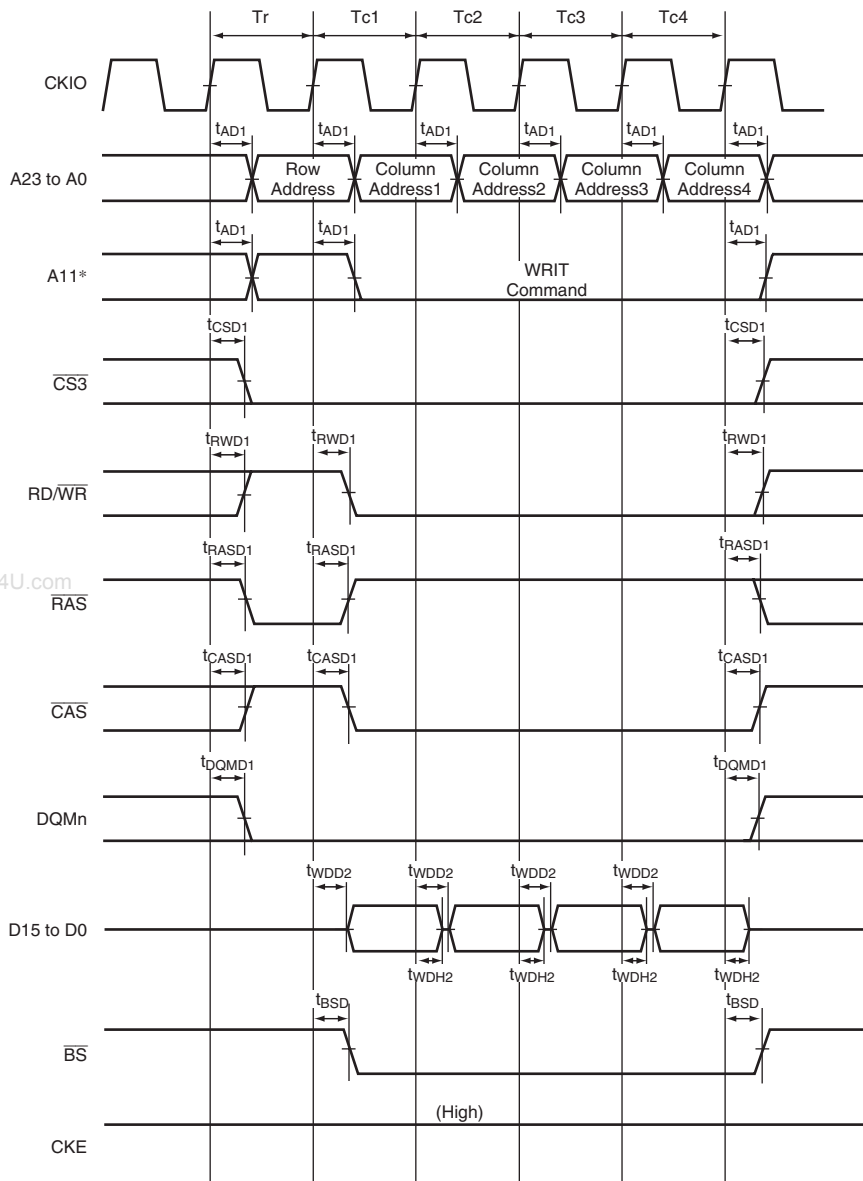 Tr Tc1 Tc2 Tc3 Tc4
CKIO
tAD1 tAD1 tAD1 tAD1 tAD1 tAD1
A23 to A0
Row Address
Column Address1
Column Address2
Column Address3
Column Address4
tAD1 tAD1 tAD1
A11*
WRIT
Command
tCSD1 tCSD1
CS3
tRWD1 tRWD1 tRWD1
RD/WR
tRASD1 tRASD1 tRASD1
4U.com
RAS
tCASD1 tCASD1 tCASD1
CAS
tDQMD1 tDQMD1
DQMn
tWDD2 tWDD2 tWDD2 tWDD2
D15 to D0
tWDH2 tWDH2 tWDH2 tWDH2
tBSD tBSD
BS
(High)
CKE